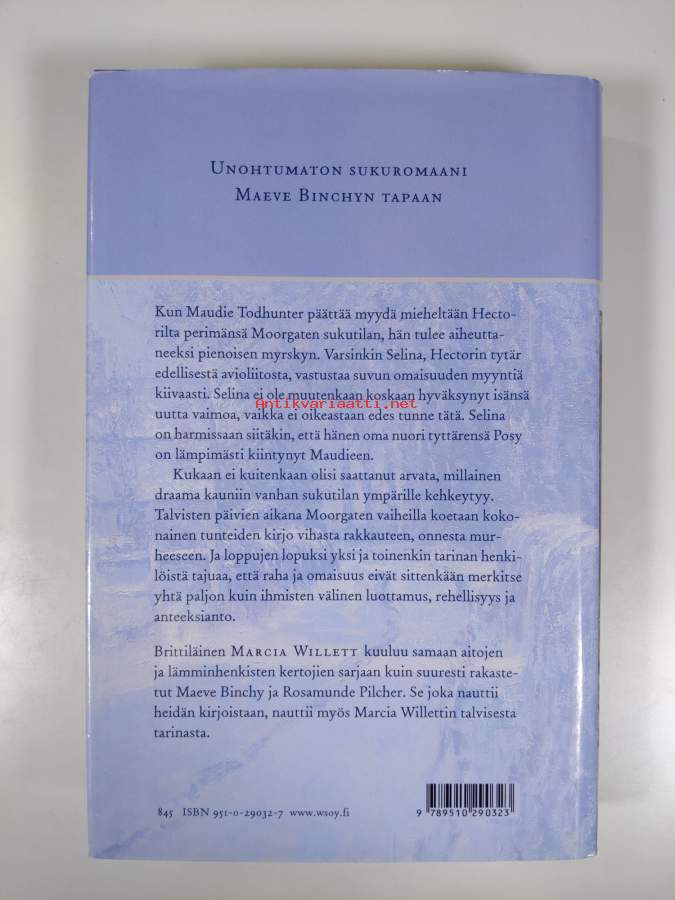 Unohtumaton sukuromaani
Maeve Binchyn tapaan
Kun Maudie Todhunter päättää myydä mieheltään Hecto-
rilta perimänsä Moorgaten sukutilan, hän tulee aiheutta-
neeksi pienoisen myrskyn. Varsinkin Selina, Hectorin tytär
edellisestä avioliitosta, vastustaa suvun omaisuuden myyntiä
kiivaasti. Selina ei ole muutenkaan koskaan hyväksynyt isänsä
Antikvariaatti.net
uutta vaimoa, vaikka ei oikeastaan edes tunne tätä. Selina
on harmissaan siitäkin, että hänen oma nuori tyttärensä Posy
on lämpimästi kiintynyt Maudieen.
Kukaan ei kuitenkaan olisi saattanut arvata, millainen
draama kauniin vanhan sukutilan ympärille kehkeytyy.
Talvisten päivien aikana Moorgaten vaiheilla koetaan koko-
nainen tunteiden kirjo vihasta rakkauteen, onnesta mur-
heeseen. Ja loppujen lopuksi yksi ja toinenkin tarinan henki-
löistä tajuaa, että raha ja omaisuus eivät sittenkään merkitse
yhtä paljon kuin ihmisten välinen luottamus, rehellisyys ja
anteeksianto.
Brittiläinen Marcia Willett kuuluu samaan aitojen
ja lämminhenkisten kertojien sarjaan kuin suuresti rakaste-
tut Maeve Binchy ja Rosamunde Pilcher. Se joka nauttii
heidän kirjoistaan, nauttii myös Marcia Willettin talvisesta
tarinasta.
845 ISBN 951-0-29032-7 www.wsoy.fi
9 789510 290323